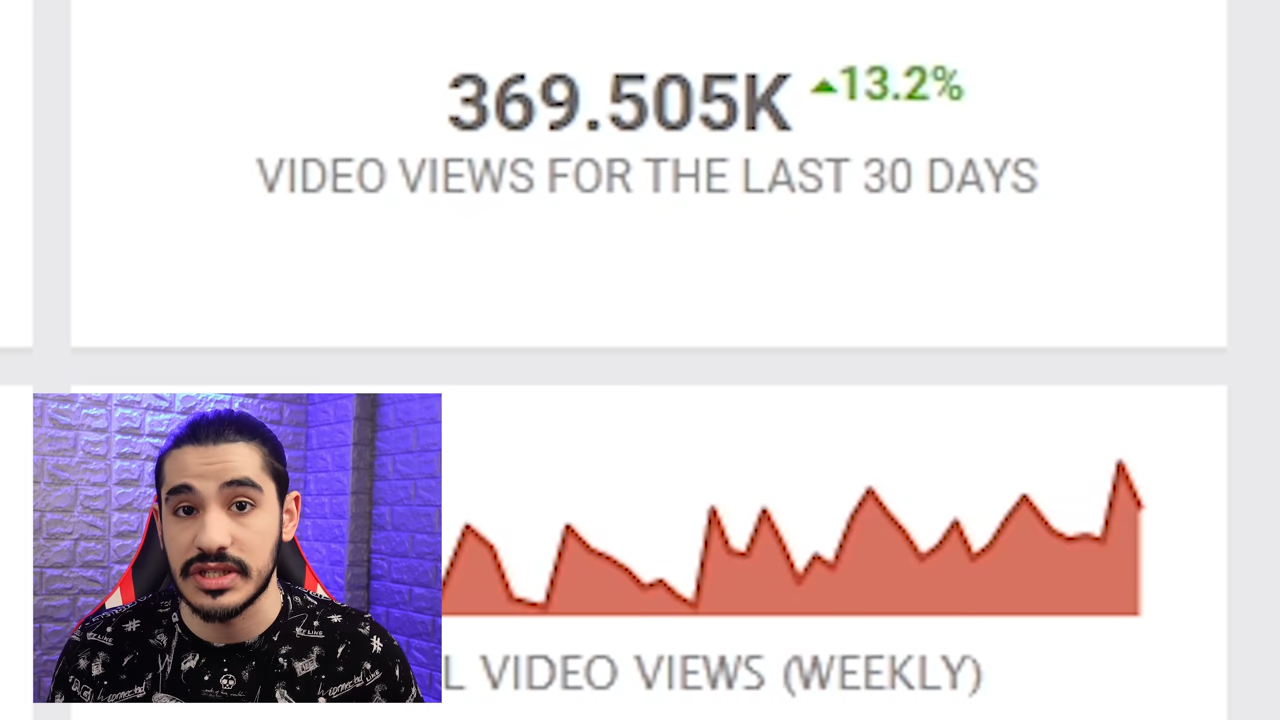 369.505K ▲13.2%
VIDEO VIEWS FOR THE LAST 30 DAYS
L VIDEO VIEWS (WEEKLY)